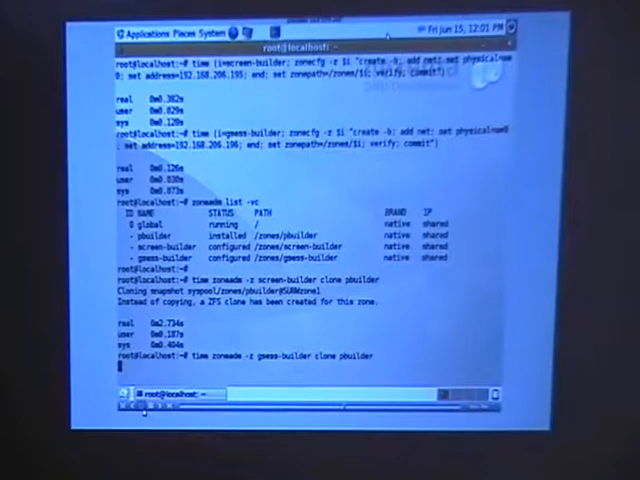 Applications Places System
Fri Jun 15, 12:01 PM
root@localhost: ~
root@localhost:~# time (i=screen-builder; zonecfg -z $i "create -b; add net; set physical=
0; set address=192.168.206.195; end; set zonepath=/zones/$i; verify; commit")
real 0m0.382s
user 0m0.029s
sys 0m0.120s
root@localhost:~# time (i=gmess-builder; zonecfg -z $i "create -b; add net; set physical=
; set address=192.168.206.196; end; set zonepath=/zones/$i; verify; commit")
real 0m0.126s
user 0m0.030s
sys 0m0.073s
root@localhost:~# zoneadm list -vc
ID NAME STATUS PATH BRAND IP
0 global running / native shared
- pbuilder installed /zones/pbuilder native shared
- screen-builder configured /zones/screen-builder native shared
- gmess-builder configured /zones/gmess-builder native shared
root@localhost:~#
root@localhost:~# time zoneadm -z screen-builder clone pbuilder
Cloning snapshot syspool/zones/pbuilder@SUNWzone1
Instead of copying, a ZFS clone has been created for this zone.
real 0m2.734s
user 0m0.187s
sys 0m0.404s
root@localhost:~# time zoneadm -z gmess-builder clone pbuilder
root@localhost: ~